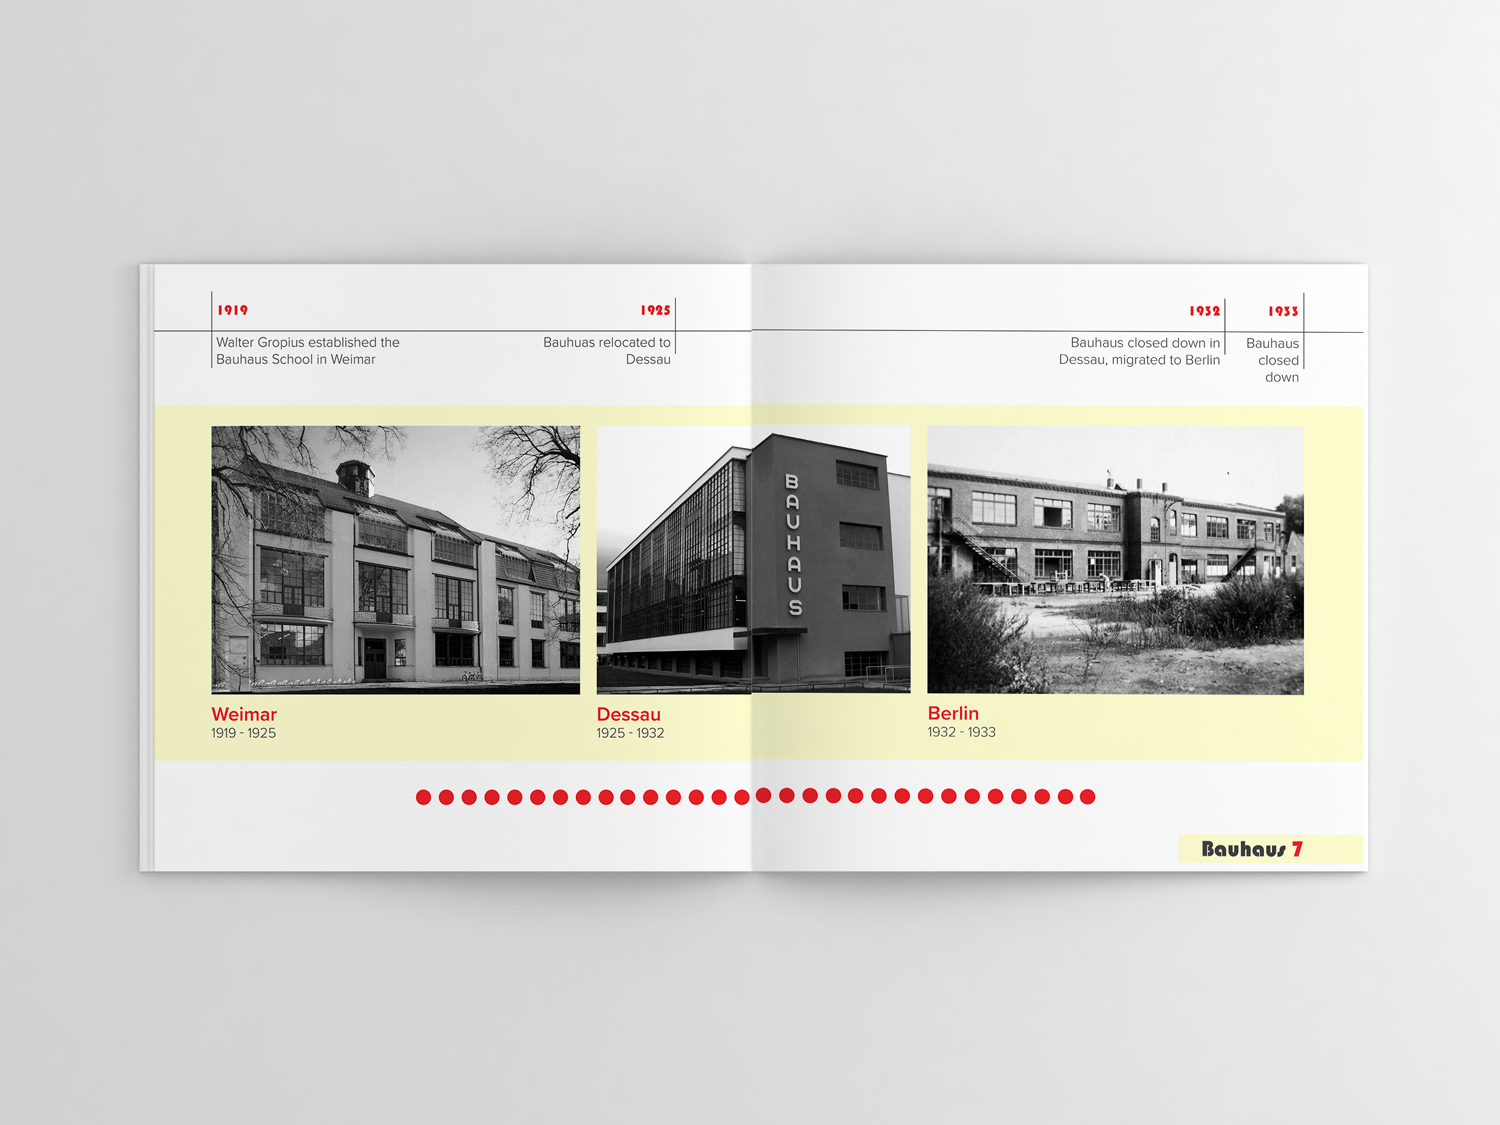 1919
Walter Gropius established the
Bauhaus School in Weimar
1925
Bauhuas relocated to
Dessau
1932
Bauhaus closed down in
Dessau, migrated to Berlin
1933
Bauhaus
closed
down
BAUHAUS
Weimar
1919 - 1925
Dessau
1925 - 1932
Berlin
1932 - 1933
Bauhaus 7